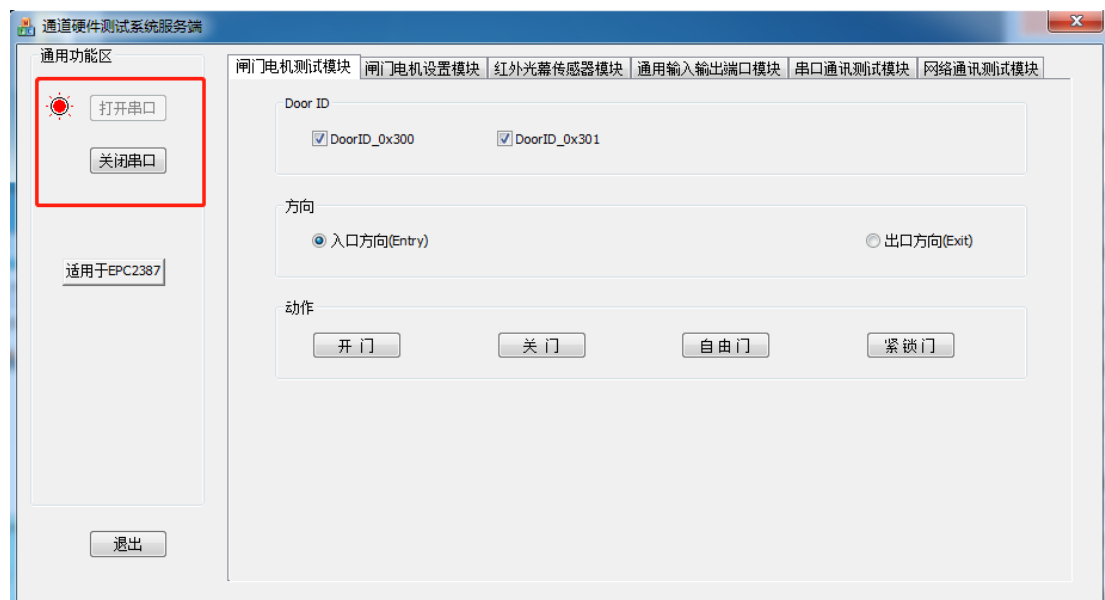 通道硬件测试系统服务端
通用功能区
打开串口
关闭串口
适用于EPC2387
退出
闸门电机测试模块 闸门电机设置模块 红外光幕传感器模块 通用输入输出端口模块 串口通讯测试模块 网络通讯测试模块
Door ID
DoorID_0x300 DoorID_0x301
方向
入口方向(Entry) 出口方向(Exit)
动作
开 门 关 门 自 由 门 紧 锁 门